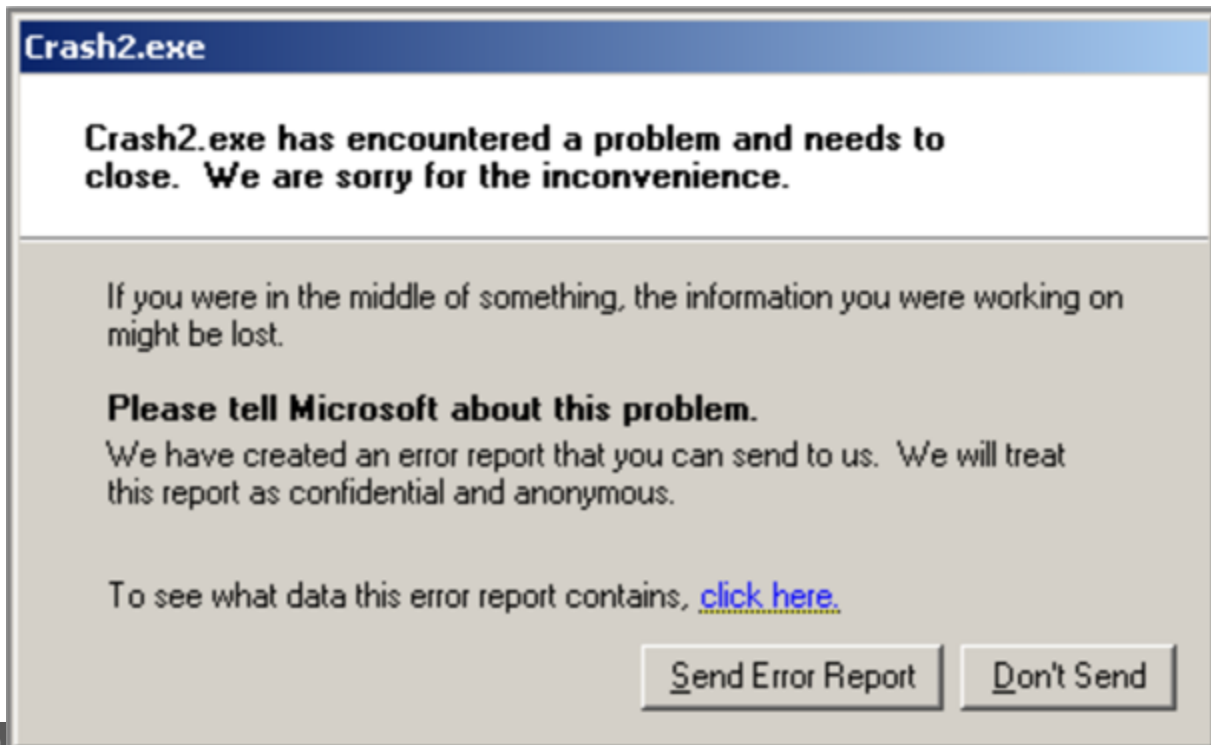 Crash2.exe
Crash2.exe has encountered a problem and needs to
close.  We are sorry for the inconvenience.
If you were in the middle of something, the information you were working on
might be lost.
Please tell Microsoft about this problem.
We have created an error report that you can send to us.  We will treat
this report as confidential and anonymous.
To see what data this error report contains, click here.
Send Error Report
Don't Send